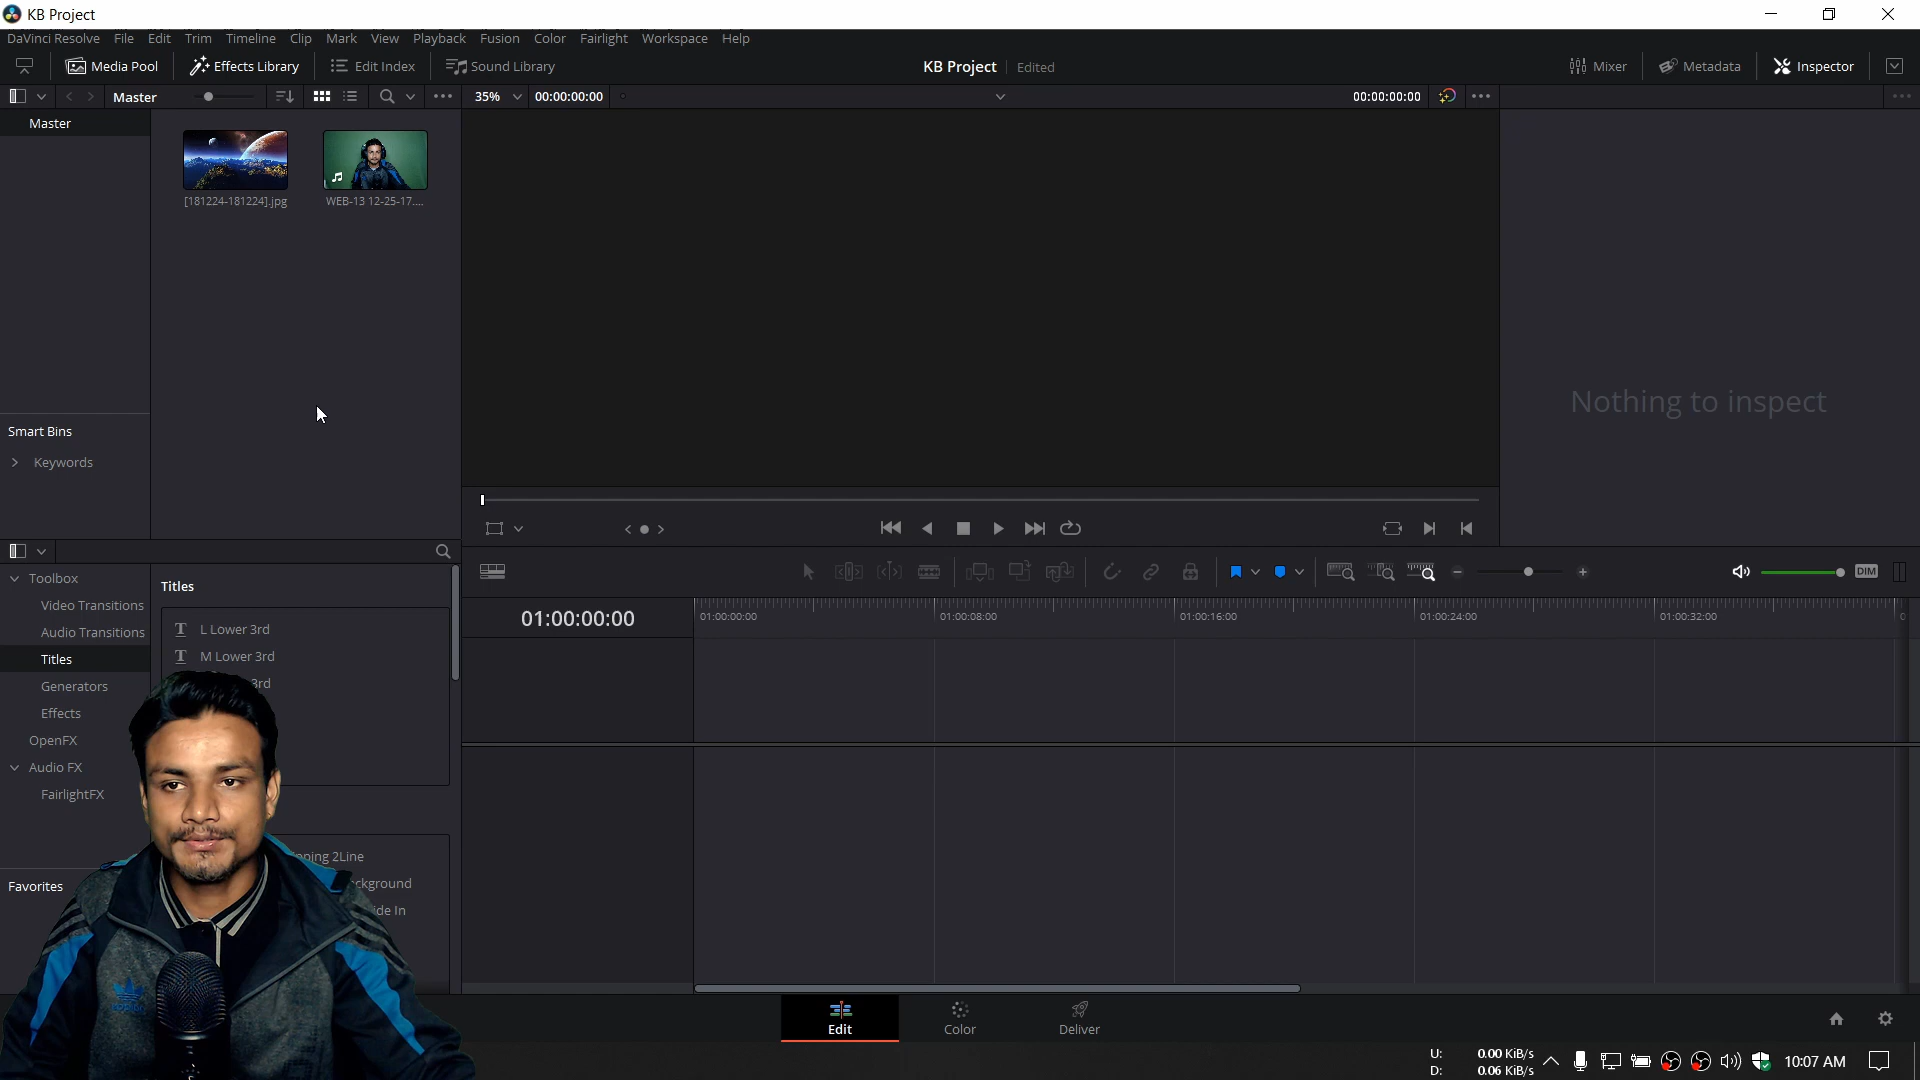 KB Project
DaVinci Resolve File Edit Trim Timeline Clip Mark View Playback Fusion Color Fairlight Workspace Help
Media Pool Effects Library Edit Index Sound Library KB Project Edited Mixer Metadata Inspector
Master 35% 00:00:00:00 00:00:00:00
Master
[181224-181224].jpg WEB-13 12-25-17....
Nothing to inspect
Smart Bins
Keywords
Toolbox
Titles
Video Transitions
Audio Transitions
Titles
Generators
Effects
OpenFX
Audio FX
FairlightFX
L Lower 3rd
M Lower 3rd
3rd
2Line
ide In
Favorites
DIM
01:00:00:00
01:00:00:00 01:00:08:00 01:00:16:00 01:00:24:00 01:00:32:00
adidas
Edit Color Deliver
U: 0.00 KiB/s
D: 0.06 KiB/s
10:07 AM